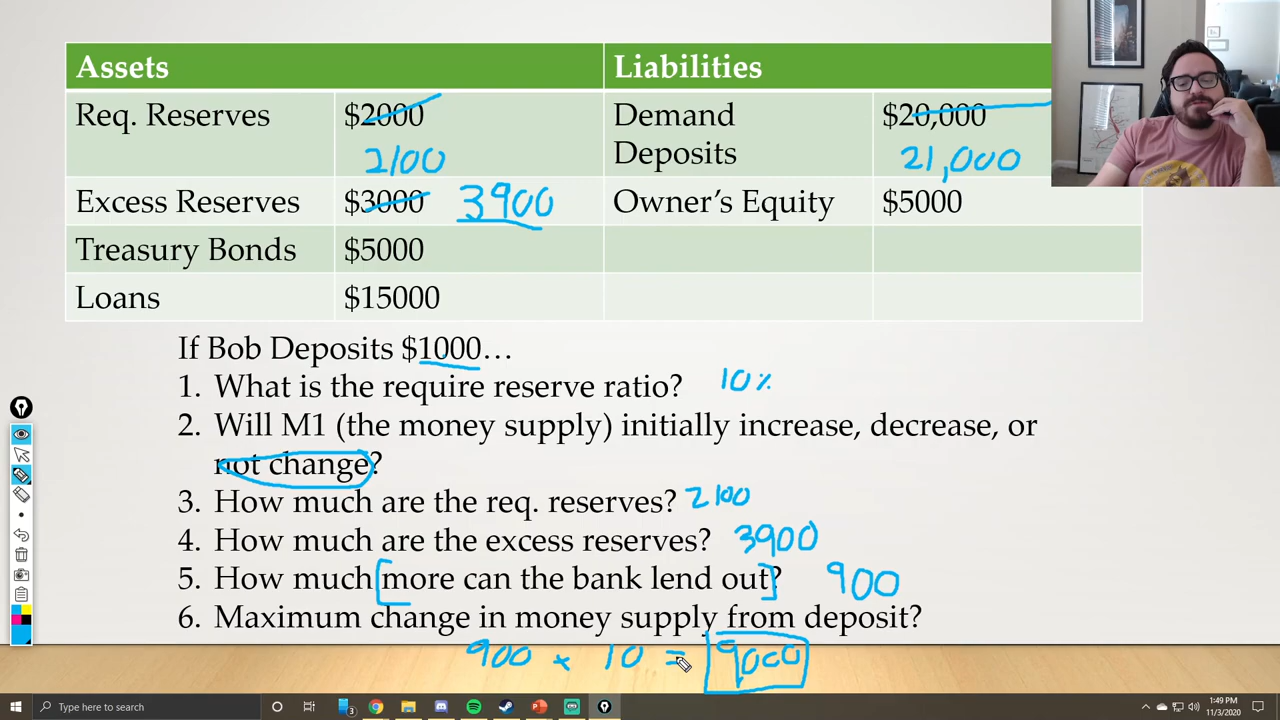 Assets Liabilities
Req. Reserves $2000 2100 Demand Deposits $20,000 21,000
Excess Reserves $3000 3900 Owner's Equity $5000
Treasury Bonds $5000
Loans $15000
If Bob Deposits $1000…
1. What is the require reserve ratio? 10%
2. Will M1 (the money supply) initially increase, decrease, or
not change?
3. How much are the req. reserves? 2100
4. How much are the excess reserves? 3900
5. How much [more can the bank lend out]? 900
6. Maximum change in money supply from deposit?
900 x 10 = 9000
Type here to search
3
1:49 PM
11/3/2020